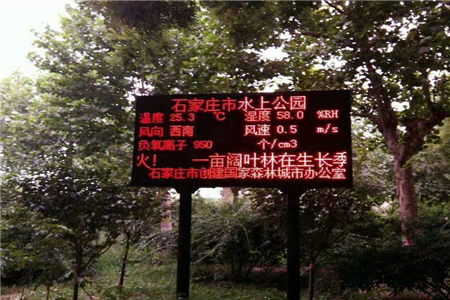 石家庄市水上公园
温度 25.3 ℃ 湿度 58.0 %RH
风向 西南 风速 0.5 m/s
负氧离子 950 个/cm3
火! 一亩阔叶林在生长季
石家庄市创建国家森林城市办公室